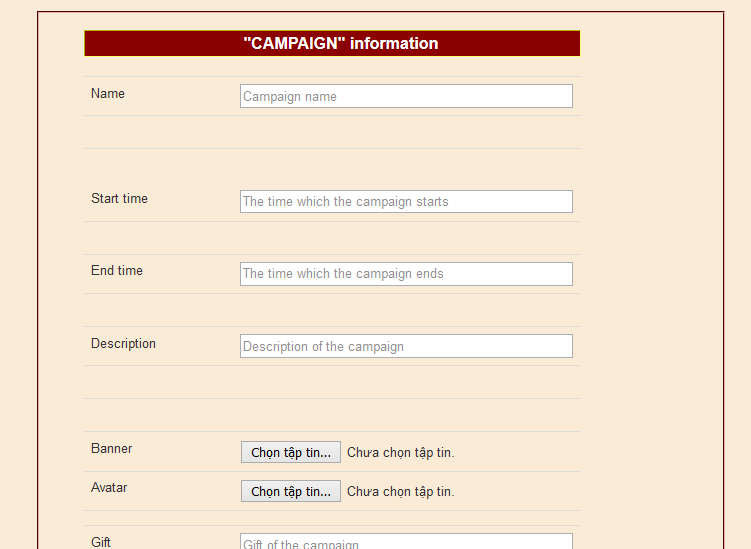 "CAMPAIGN" information
Name Campaign name
Start time The time which the campaign starts
End time The time which the campaign ends
Description Description of the campaign
Banner Chọn tập tin... Chưa chọn tập tin.
Avatar Chọn tập tin... Chưa chọn tập tin.
Gift Gift of the campaign